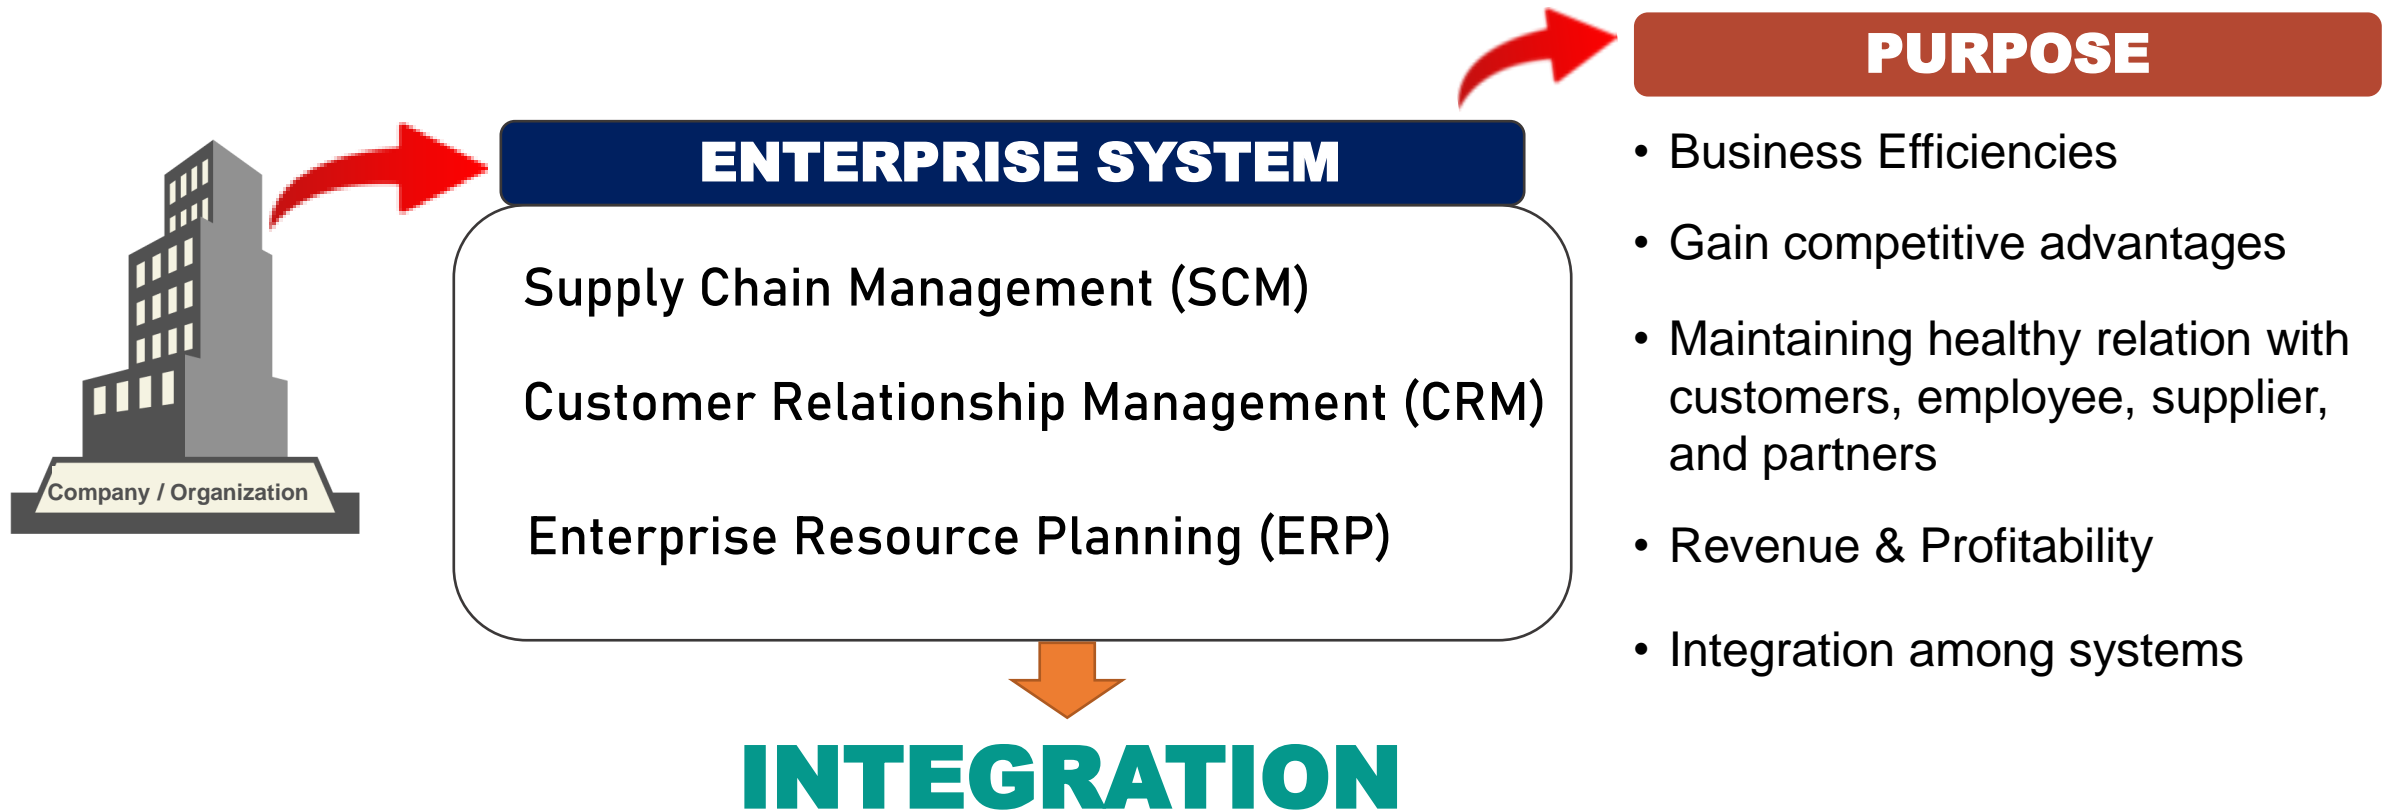 Company / Organization
ENTERPRISE SYSTEM
Supply Chain Management (SCM)
Customer Relationship Management (CRM)
Enterprise Resource Planning (ERP)
INTEGRATION
PURPOSE
• Business Efficiencies
• Gain competitive advantages
• Maintaining healthy relation with
customers, employee, supplier,
and partners
• Revenue & Profitability
• Integration among systems